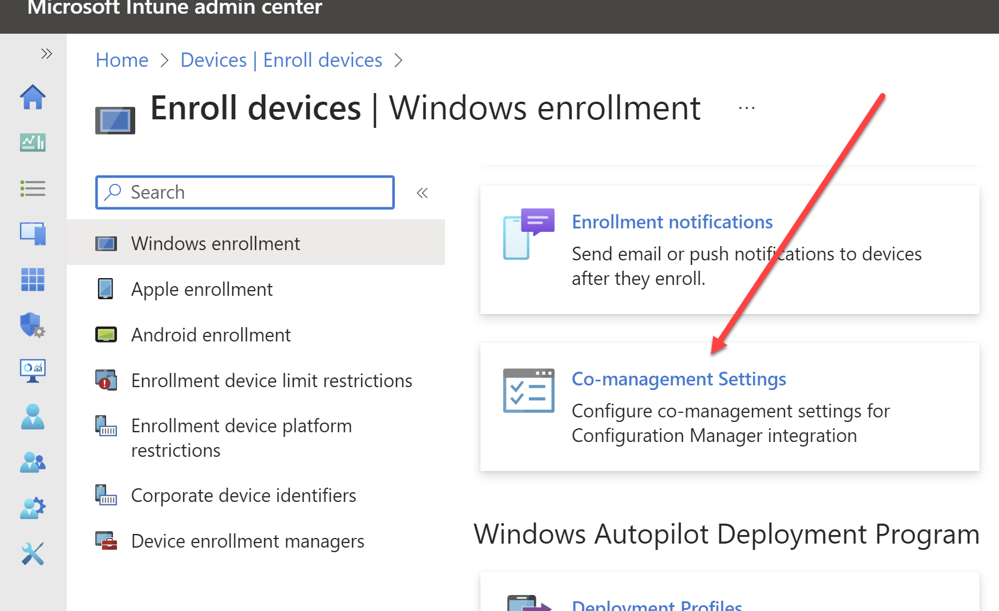 Microsoft Intune admin center
Home > Devices | Enroll devices >
Enroll devices | Windows enrollment ...
Search
Windows enrollment
Apple enrollment
Android enrollment
Enrollment device limit restrictions
Enrollment device platform
restrictions
Corporate device identifiers
Device enrollment managers
Enrollment notifications
Send email or push notifications to devices
after they enroll.
Co-management Settings
Configure co-management settings for
Configuration Manager integration
Windows Autopilot Deployment Program
Deployment Profiles